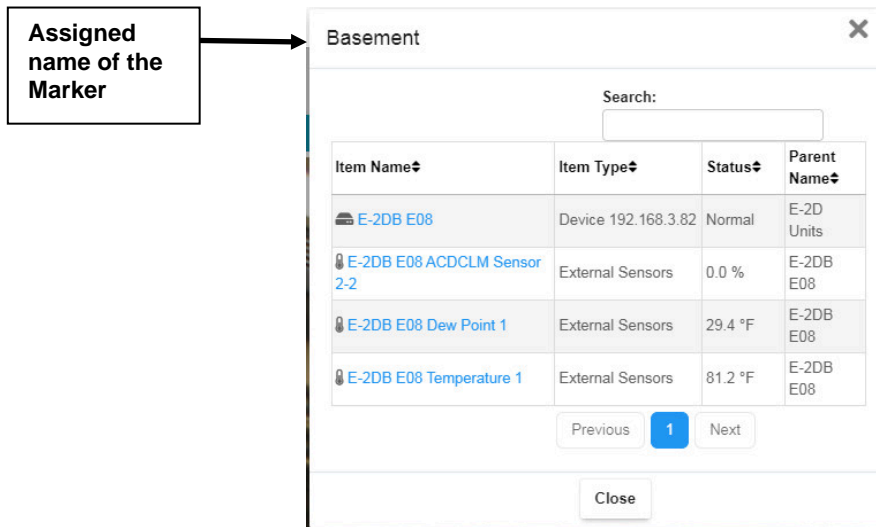 Assigned
name of the
Marker
Basement
Search:
Item Name Item Type Status Parent
Name
E-2DB E08 Device 192.168.3.82 Normal E-2D
Units
E-2DB E08 ACDCLM Sensor
2-2 External Sensors 0.0 % E-2DB
E08
E-2DB E08 Dew Point 1 External Sensors 29.4 °F E-2DB
E08
E-2DB E08 Temperature 1 External Sensors 81.2 °F E-2DB
E08
Previous 1 Next
Close